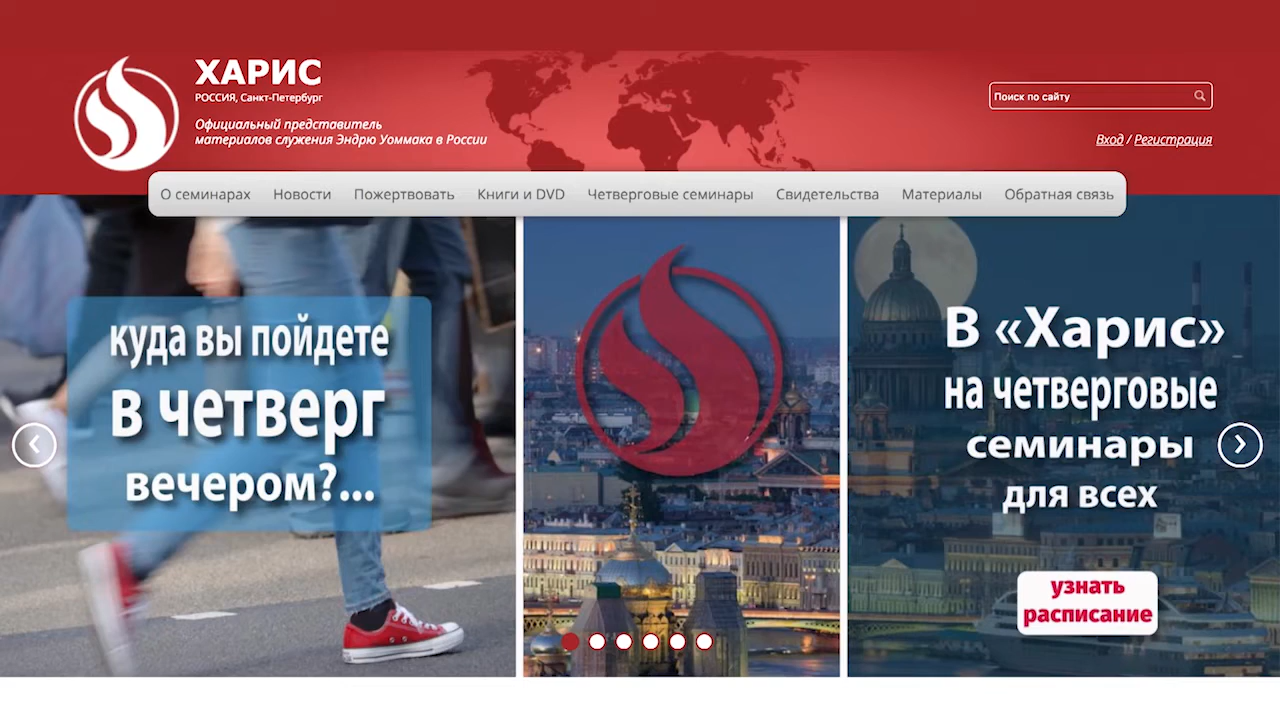 ХАРИС
РОССИЯ, Санкт-Петербург
Официальный представитель
материалов служения Эндрю Уоммака в России
Поиск по сайту
Вход / Регистрация
О семинарах Новости Пожертвовать Книги и DVD Четверговые семинары Свидетельства Материалы Обратная связь
куда вы пойдете
в четверг
вечером?...
В «Харис»
на четверговые
семинары
для всех
узнать
расписание